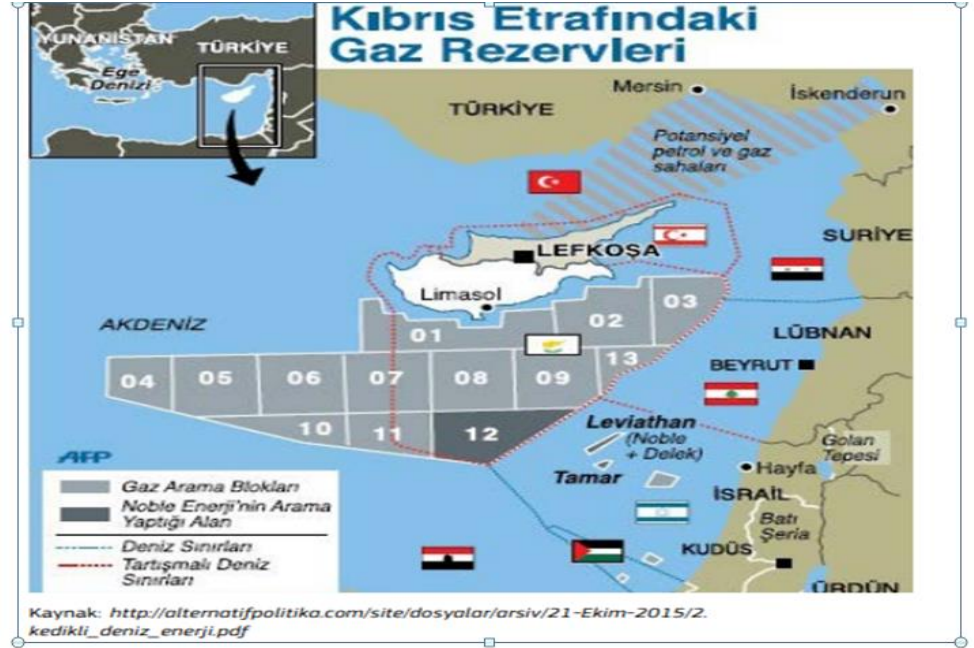 Kıbrıs Etrafındaki
Gaz Rezervleri
YUNANİSTAN
TÜRKİYE
Ege
Denizi
Mersin
İskenderun
TÜRKİYE
Potansiyel
petrol ve gaz
sahaları
SURİYE
LEFKOŞA
Limasol
AKDENİZ
01
02
03
LÜBNAN
BEYRUT
04
05
06
07
08
09
13
10
11
12
Leviathan
(Noble
+ Delek)
Tamar
Golan
Tepesi
Hayfa
İSRAİL
Batı
Şeria
KUDÜS
ÜRDÜN
AFP
Gaz Arama Blokları
Noble Enerji'nin Arama
Yaptığı Alan
Deniz Sınırları
Tartışmalı Deniz
Sınırları
Kaynak: http://alternatifpolitika.com/site/dosyalar/arsiv/21-Ekim-2015/2.
kedikli_deniz_enerji.pdf